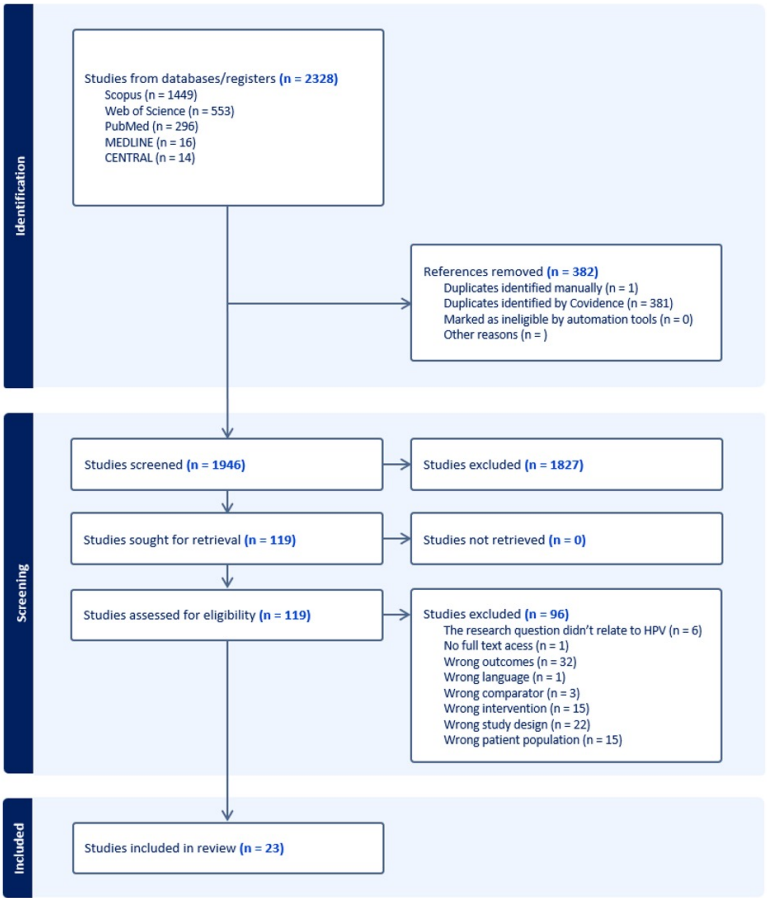 Identification
Studies from databases/registers (n = 2328)
Scopus (n = 1449)
Web of Science (n = 553)
PubMed (n = 296)
MEDLINE (n = 16)
CENTRAL (n = 14)
References removed (n = 382)
Duplicates identified manually (n = 1)
Duplicates identified by Covidence (n = 381)
Marked as ineligible by automation tools (n = 0)
Other reasons (n = )
Screening
Studies screened (n = 1946)
Studies excluded (n = 1827)
Studies sought for retrieval (n = 119)
Studies not retrieved (n = 0)
Studies assessed for eligibility (n = 119)
Studies excluded (n = 96)
The research question didn't relate to HPV (n = 6)
No full text acess (n = 1)
Wrong outcomes (n = 32)
Wrong language (n = 1)
Wrong comparator (n = 3)
Wrong intervention (n = 15)
Wrong study design (n = 22)
Wrong patient population (n = 15)
Included
Studies included in review (n = 23)